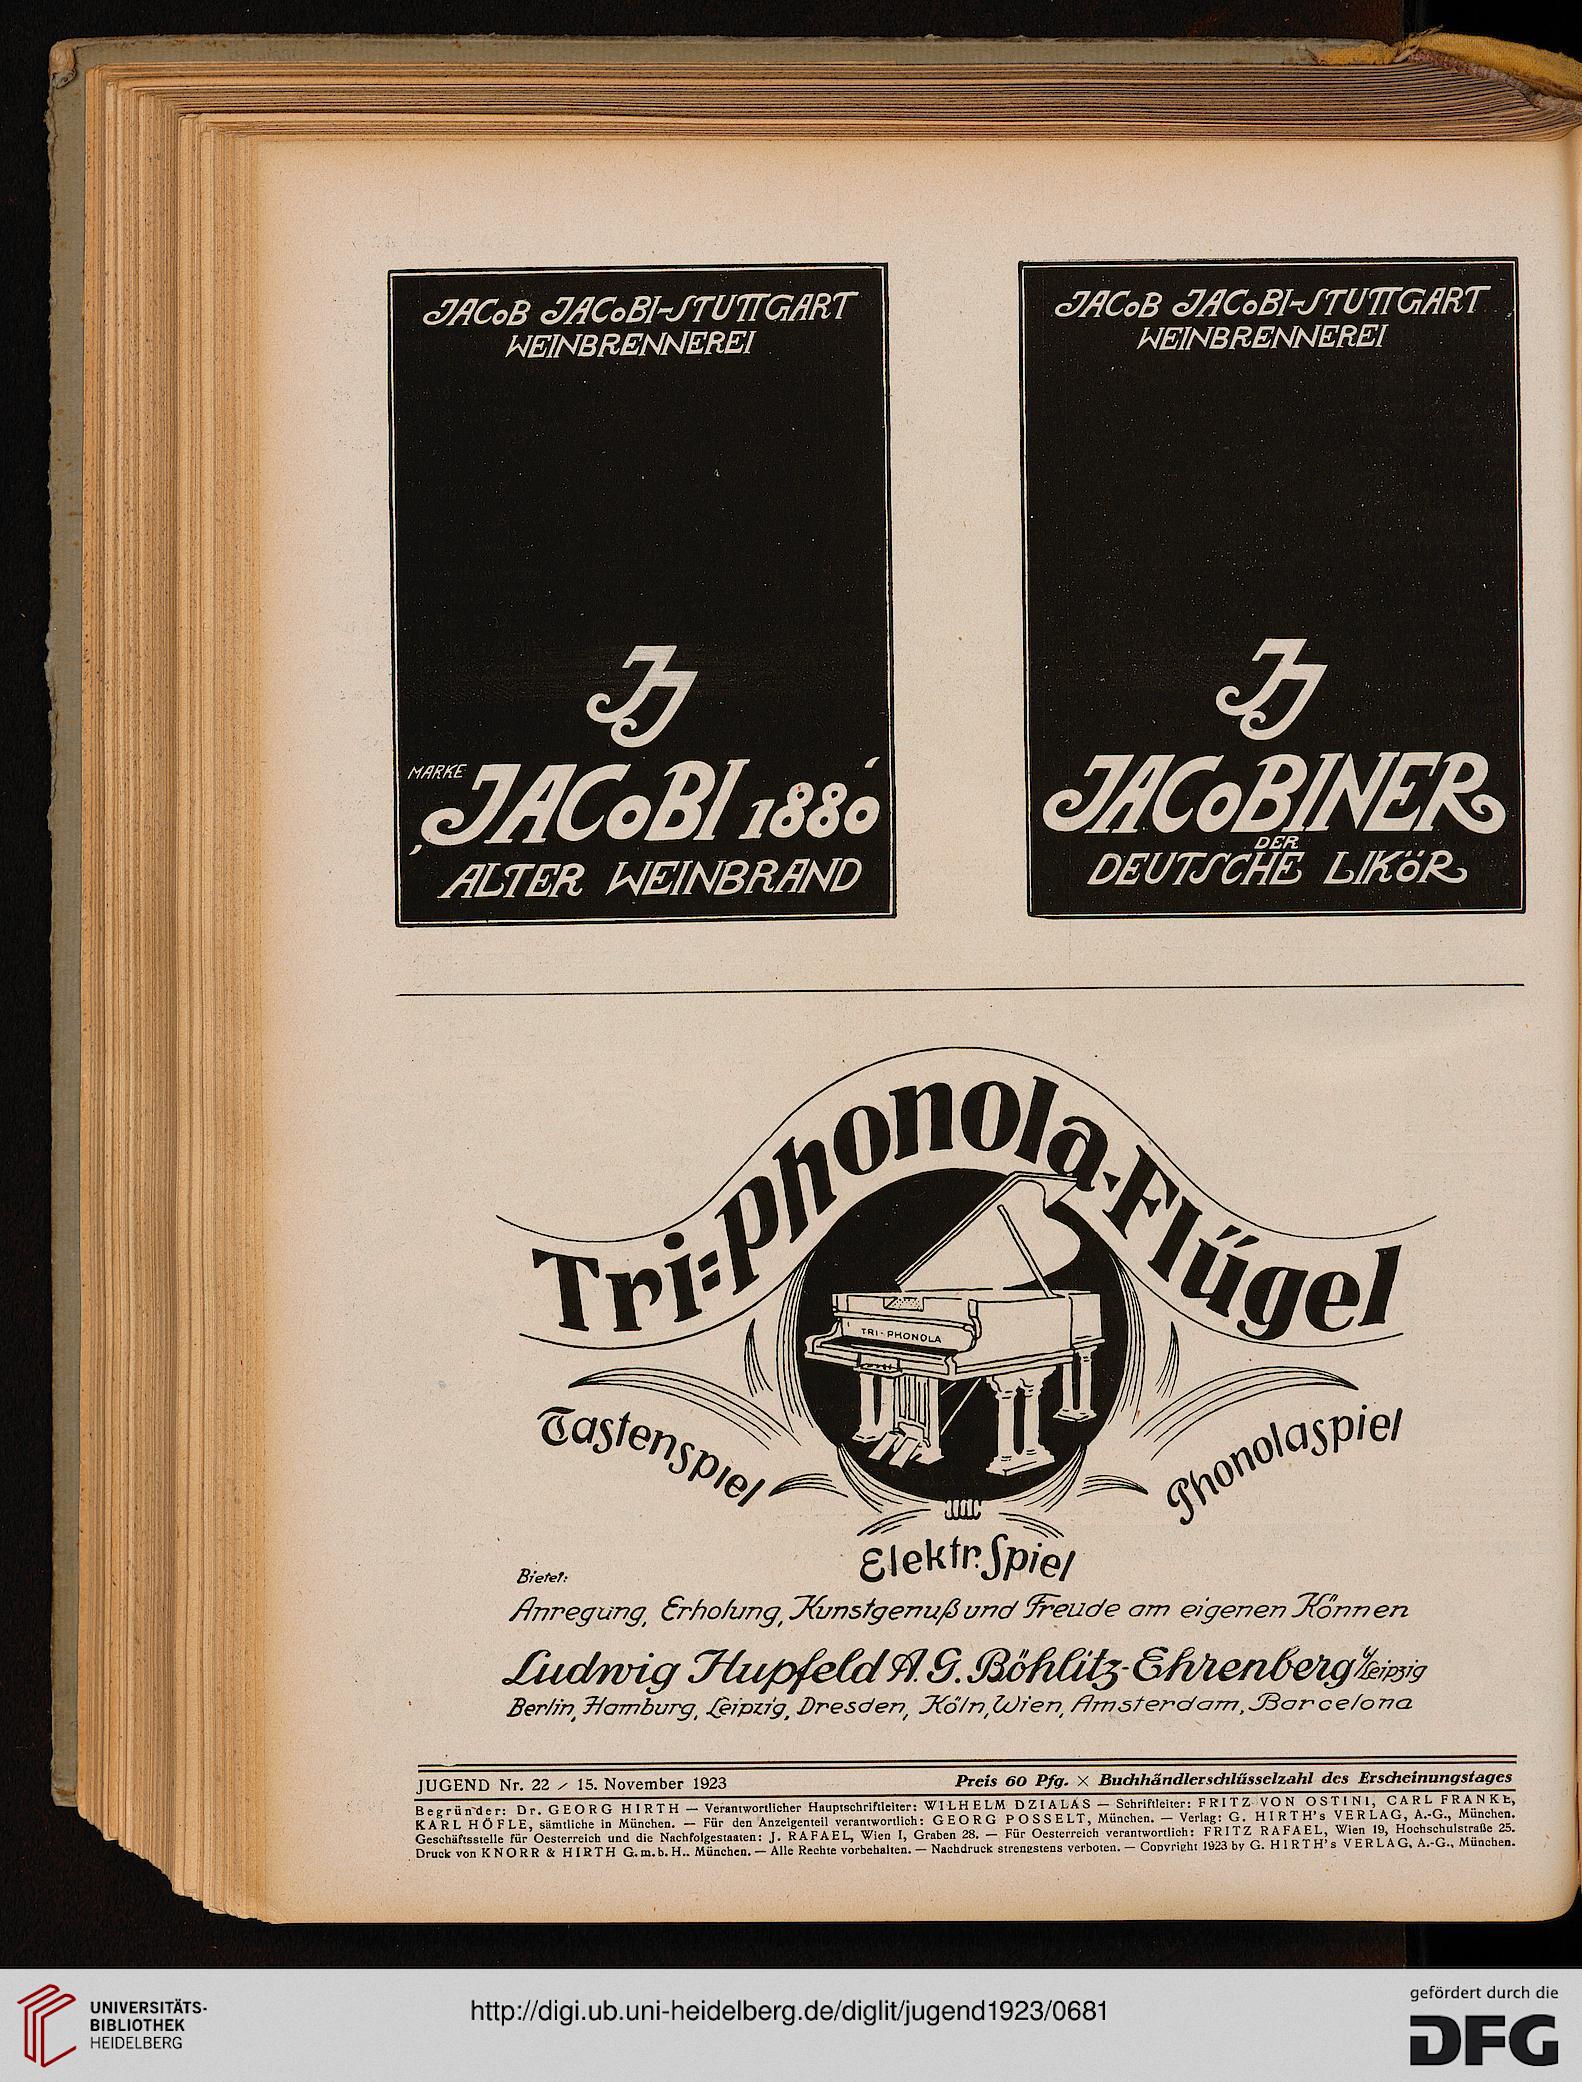 JACOB JACOBI-STUTTGART
WEINBRENNEREI
JJ
MARKE
‚JACOBI 1880‘
ALTER WEINBRAND
JACOB JACOBI-STUTTGART
WEINBRENNEREI
JJ
JACOBINER
DER
DEUTSCHE LIKÖR
Tri=phonola-Flügel
TRI-PHONOLA
Tastenspiel
Phonolaspiel
Elektr. Spiel
Bietet:
Anregung, Erholung, Kunstgenuß und Freude am eigenen Können
Ludwig Hupfeld A.G. Böhlitz-Ehrenberg b/Leipzig
Berlin, Hamburg, Leipzig, Dresden, Köln, Wien, Amsterdam, Barcelona
JUGEND Nr. 22 / 15. November 1923
Preis 60 Pfg. × Buchhändlerschlüsselzahl des Erscheinungstages
Begründer: Dr. GEORG HIRTH — Verantwortlicher Hauptschriftleiter: WILHELM DZIALAS — Schriftleiter: FRITZ VON OSTINI, CARL FRANKE,
KARL HÖFLE, sämtliche in München. — Für den Anzeigenteil verantwortlich: GEORG POSSELT, München. — Verlag: G. HIRTH's VERLAG, A.-G., München.
Geschäftsstelle für Oesterreich und die Nachfolgestaaten: J. RAFAEL, Wien I, Graben 28. — Für Oesterreich verantwortlich: FRITZ RAFAEL, Wien 19, Hochschulstraße 25.
Druck von KNORR & HIRTH G.m.b.H.. München. — Alle Rechte vorbehalten. — Nachdruck strengstens verboten. — Copyright 1923 by G. HIRTH's VERLAG, A.-G., München.
UNIVERSITÄTS-
BIBLIOTHEK
HEIDELBERG
http://digi.ub.uni-heidelberg.de/diglit/jugend1923/0681
gefördert durch die
DFG